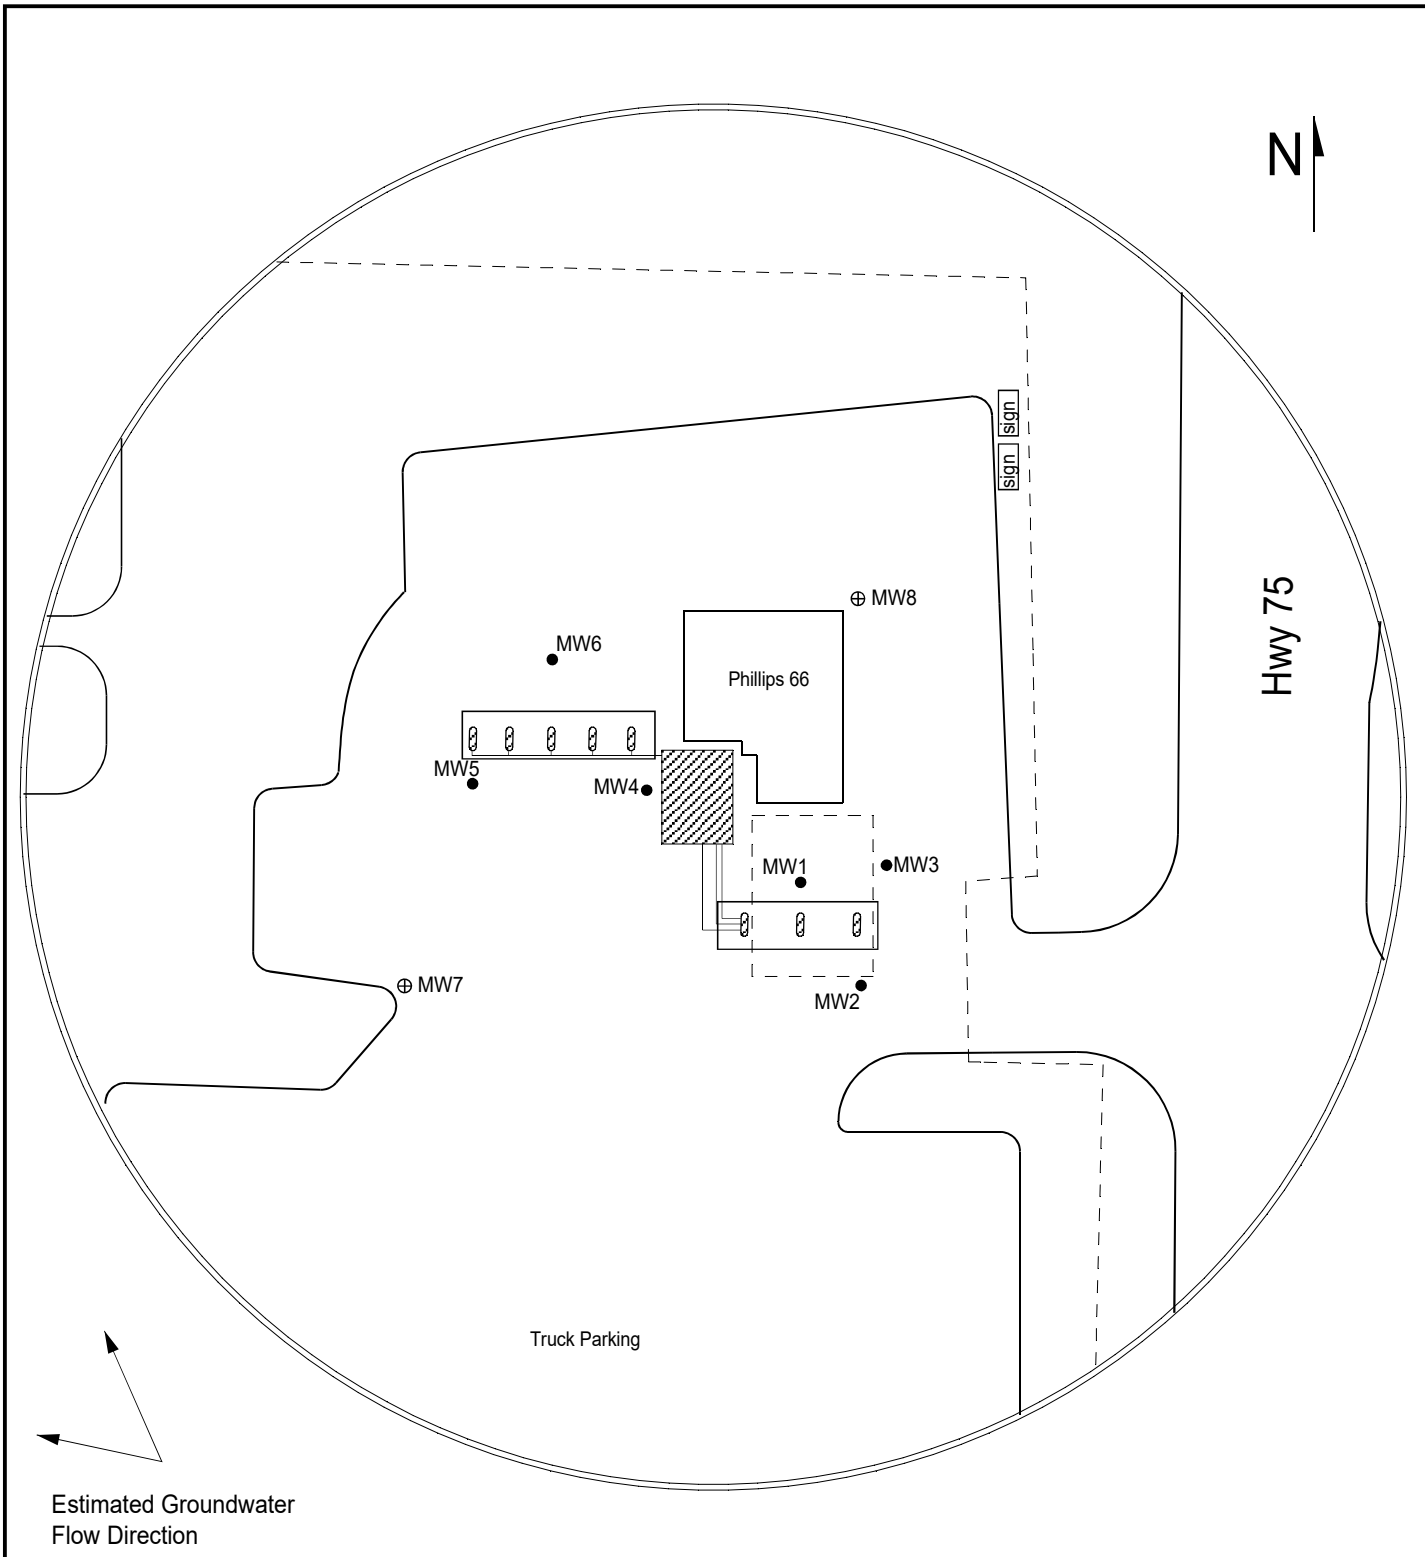 N
sign
sign
Hwy 75
MW8
MW6
Phillips 66
MW5
MW4
MW1
MW3
MW7
MW2
Truck Parking
Estimated Groundwater
Flow Direction